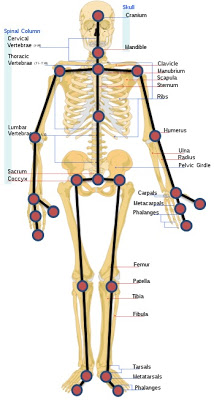 Skull
Cranium
Mandible
Spinal Column
Cervical
Vertebrae
Thoracic
Vertebrae
Lumbar
Vertebrae
Sacrum
Coccyx
Clavicle
Manubrium
Scapula
Sternum
Ribs
Humerus
Ulna
Radius
Pelvic Girdle
Carpals
Metacarpals
Phalanges
Femur
Patella
Tibia
Fibula
Tarsals
Metatarsals
Phalanges